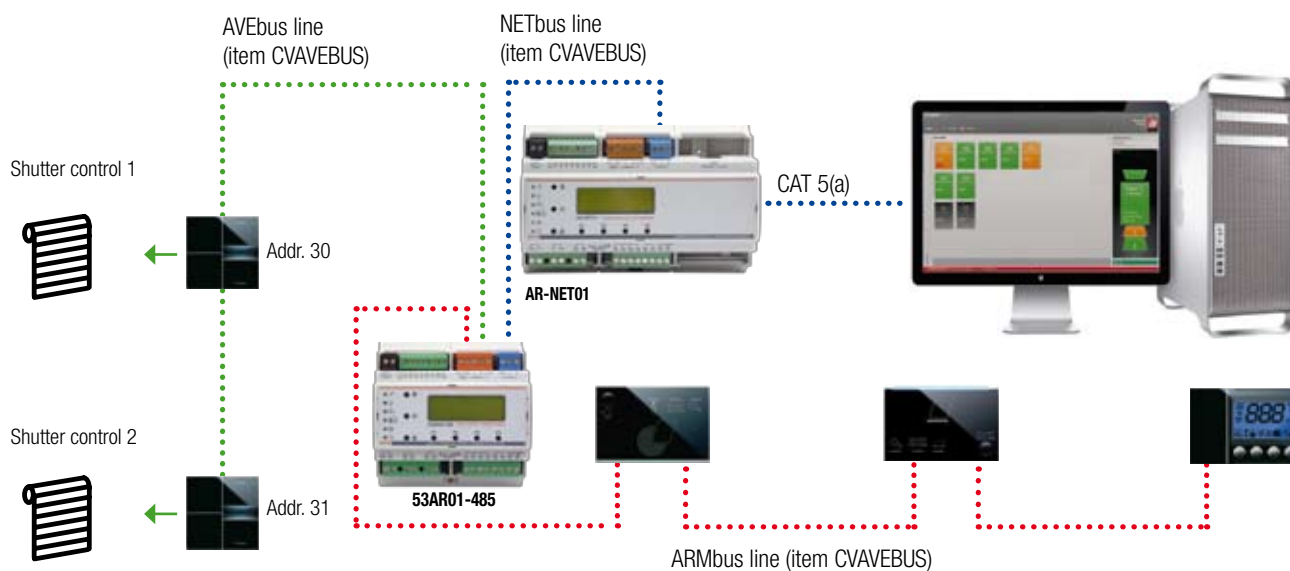 AVEbus line
(item CVAVEBUS)
NETbus line
(item CVAVEBUS)
Shutter control 1
Addr. 30
CAT 5(a)
AR-NET01
Shutter control 2
Addr. 31
53AR01-485
ARMbus line (item CVAVEBUS)
888